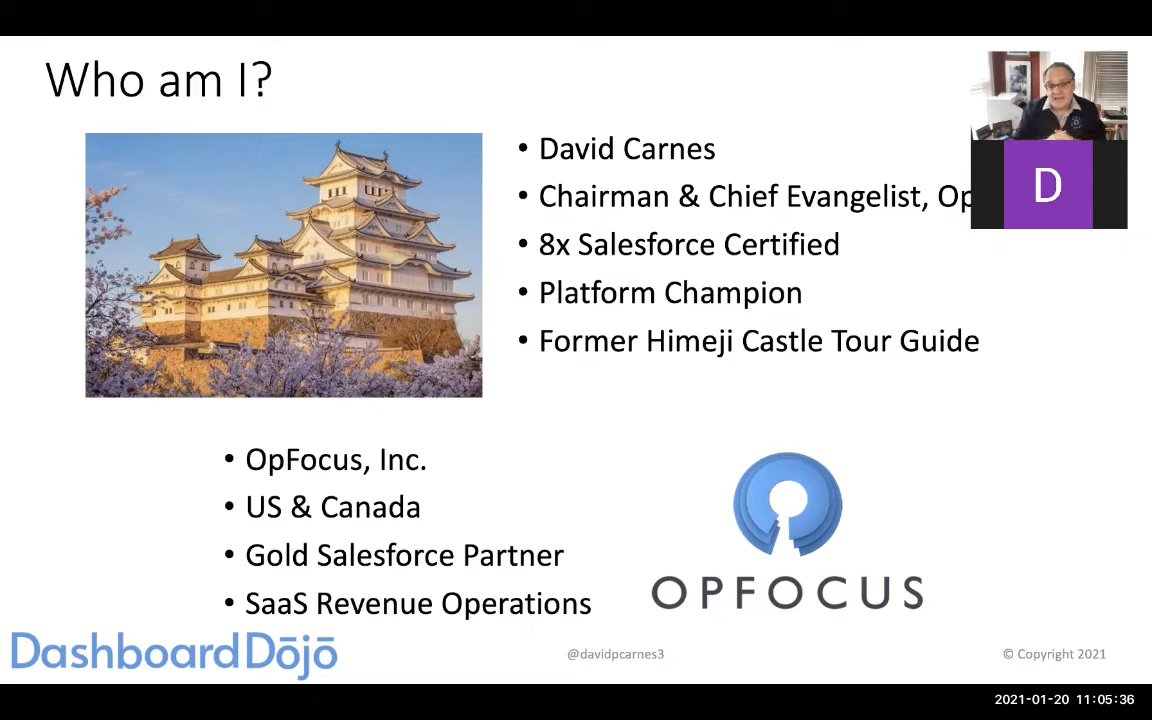 Who am I?
• David Carnes
• Chairman & Chief Evangelist, Op
• 8x Salesforce Certified
• Platform Champion
• Former Himeji Castle Tour Guide
D
• OpFocus, Inc.
• US & Canada
• Gold Salesforce Partner
• SaaS Revenue Operations
OPFOCUS
DashboardDōjō
@davidpcarnes3
© Copyright 2021
2021-01-20 11:05:36